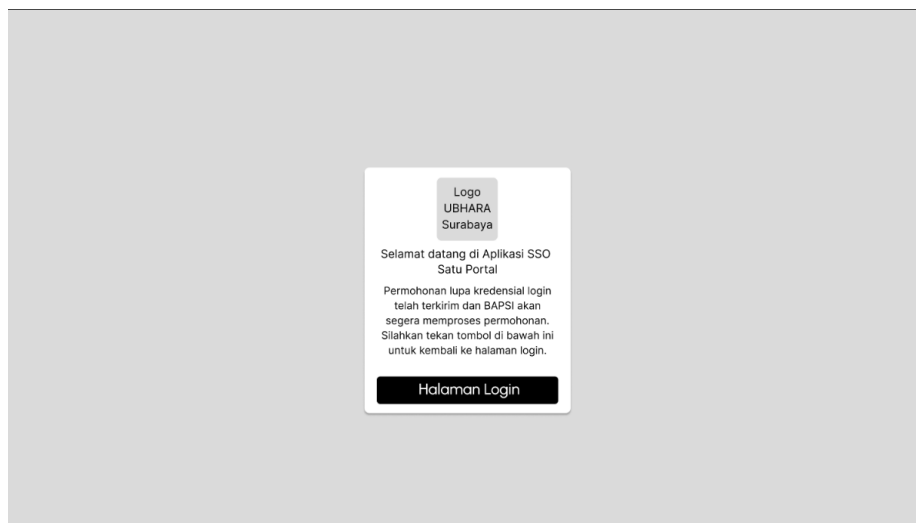 Logo
UBHARA
Surabaya
Selamat datang di Aplikasi SSO
Satu Portal
Permohonan lupa kredensial login
telah terkirim dan BAPSI akan
segera memproses permohonan.
Silahkan tekan tombol di bawah ini
untuk kembali ke halaman login.
Halaman Login